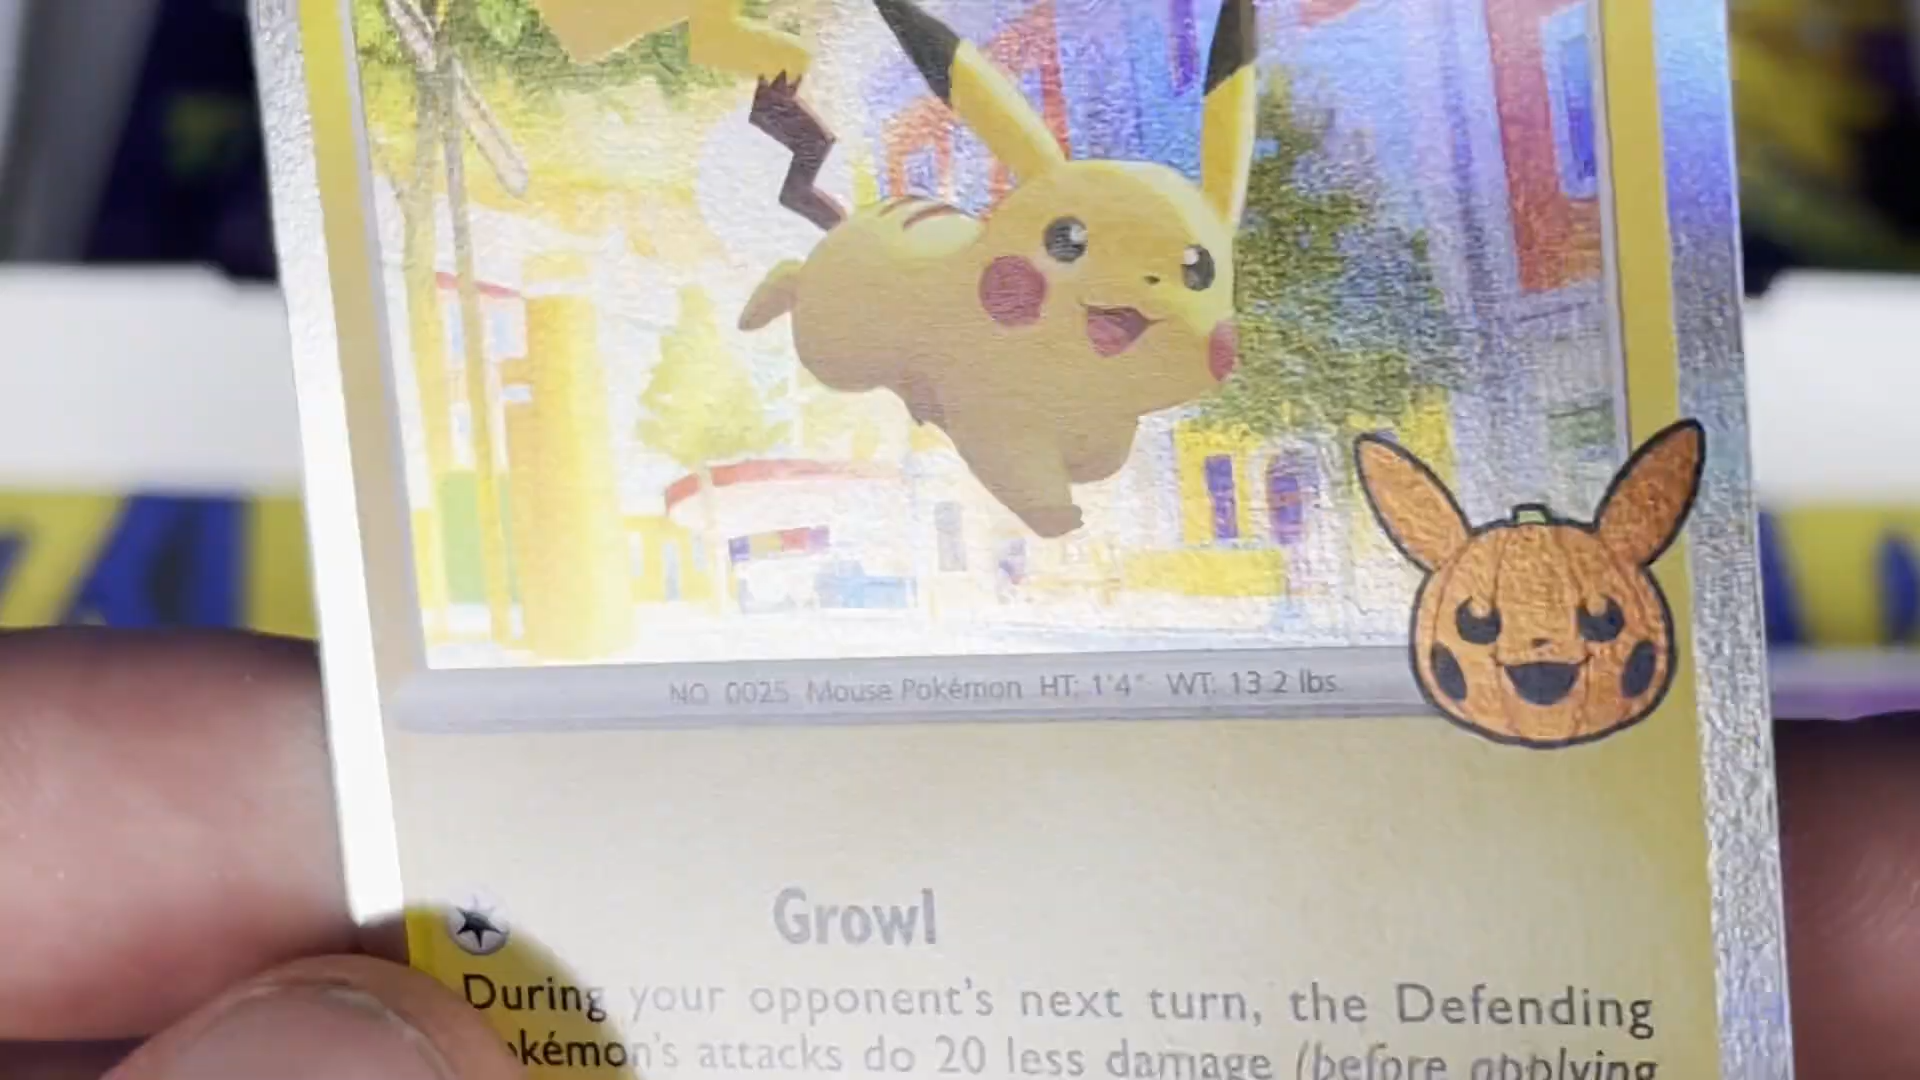 NO. 0025 Mouse Pokémon HT: 1'4" WT: 13.2 lbs.
Growl
During your opponent's next turn, the Defending
Pokémon's attacks do 20 less damage (before applying